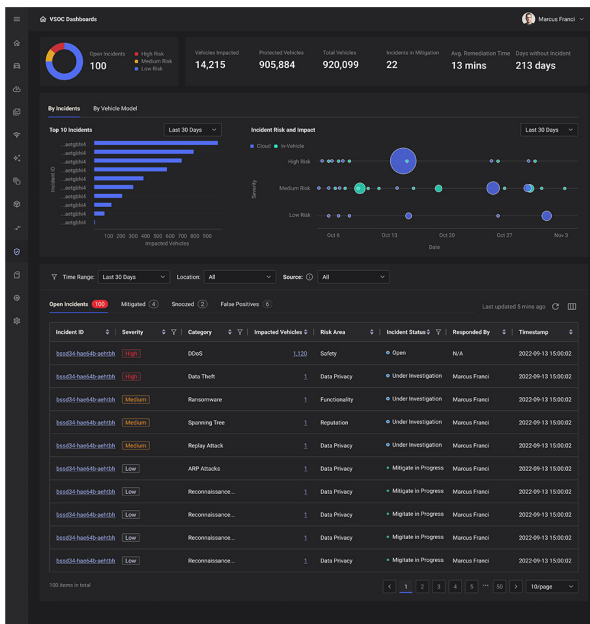 VSOC Dashboards
Marcus Franci
Open Incidents
100
High Risk
Medium Risk
Low Risk
Vehicles Impacted
14,215
Protected Vehicles
905,884
Total Vehicles
920,099
Incidents in Mitigation
22
Avg. Remediation Time
13 mins
Days without Incident
213 days
By Incidents By Vehicle Model
Top 10 Incidents Last 30 Days
Incident ID
...aetgbhi4
...aetgbhi4
...aetgbhi4
...aetgbhi4
...aetgbhi4
...aetgbhi4
...aetgbhi4
...aetgbhi4
...aetgbhi4
...aetgbhi4
100 200 300 400 500 600 700 800 900
Impacted Vehicles
Incident Risk and Impact Last 30 Days
Cloud In-Vehicle
Severity
High Risk
Medium Risk
Low Risk
Oct 6 Oct 13 Oct 20 Oct 27 Nov 3
Date
Time Range: Last 30 Days Location: All Source: All
Open Incidents 100 Mitigated 4 Snoozed 2 False Positives 6 Last updated 5 mins ago
Incident ID Severity Category Impacted Vehicles Risk Area Incident Status Responded By Timestamp
bssd34-hae64b-aehtbh High DDoS 1,120 Safety Open N/A 2022-09-13 15:00:02
bssd34-hae64b-aehtbh High Data Theft 1 Data Privacy Under Investigation Marcus Franci 2022-09-13 15:00:02
bssd34-hae64b-aehtbh Medium Ransomware 1 Functionality Under Investigation Marcus Franci 2022-09-13 15:00:02
bssd34-hae64b-aehtbh Medium Spanning Tree 1 Reputation Under Investigation Marcus Franci 2022-09-13 15:00:02
bssd34-hae64b-aehtbh Medium Replay Attack 1 Data Privacy Under Investigation Marcus Franci 2022-09-13 15:00:02
bssd34-hae64b-aehtbh Low ARP Attacks 1 Data Privacy Mitigate in Progress Marcus Franci 2022-09-13 15:00:02
bssd34-hae64b-aehtbh Low Reconnaissance... 1 Data Privacy Migitate in Progress Marcus Franci 2022-09-13 15:00:02
bssd34-hae64b-aehtbh Low Reconnaissance... 1 Data Privacy Migitate in Progress Marcus Franci 2022-09-13 15:00:02
bssd34-hae64b-aehtbh Low Reconnaissance... 1 Data Privacy Migitate in Progress Marcus Franci 2022-09-13 15:00:02
bssd34-hae64b-aehtbh Low Reconnaissance... 1 Data Privacy Migitate in Progress Marcus Franci 2022-09-13 15:00:02
100 items in total 1 2 3 4 5 ••• 50 10/page